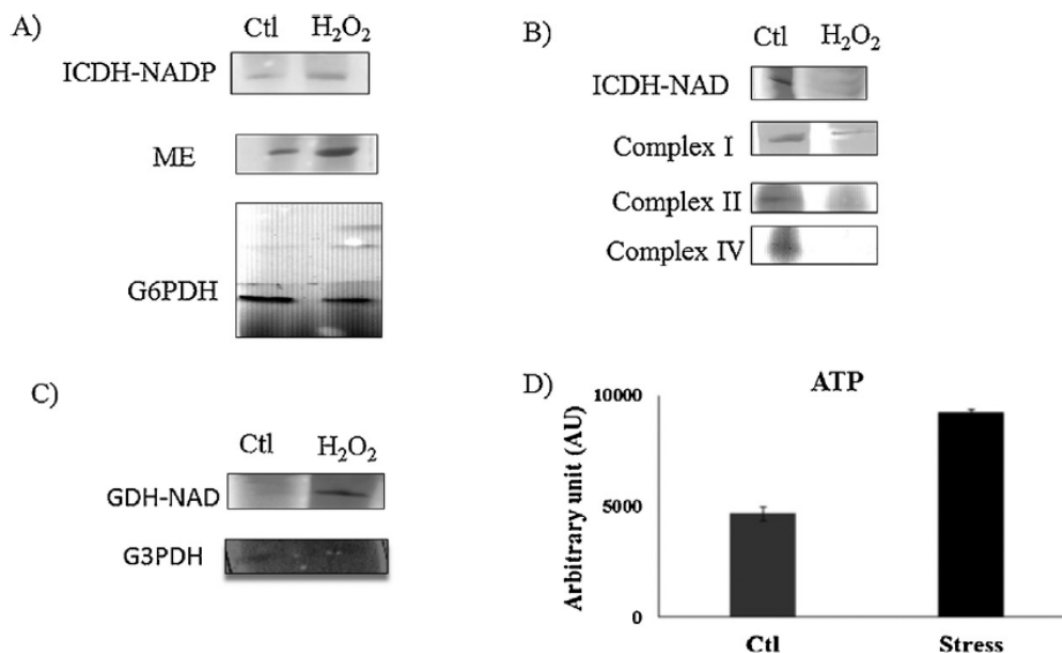 A)
Ctl H₂O₂
ICDH-NADP
ME
G6PDH
B)
Ctl H₂O₂
ICDH-NAD
Complex I
Complex II
Complex IV
C)
Ctl H₂O₂
GDH-NAD
G3PDH
D)
ATP
Arbitrary unit (AU)
10000
5000
0
Ctl Stress